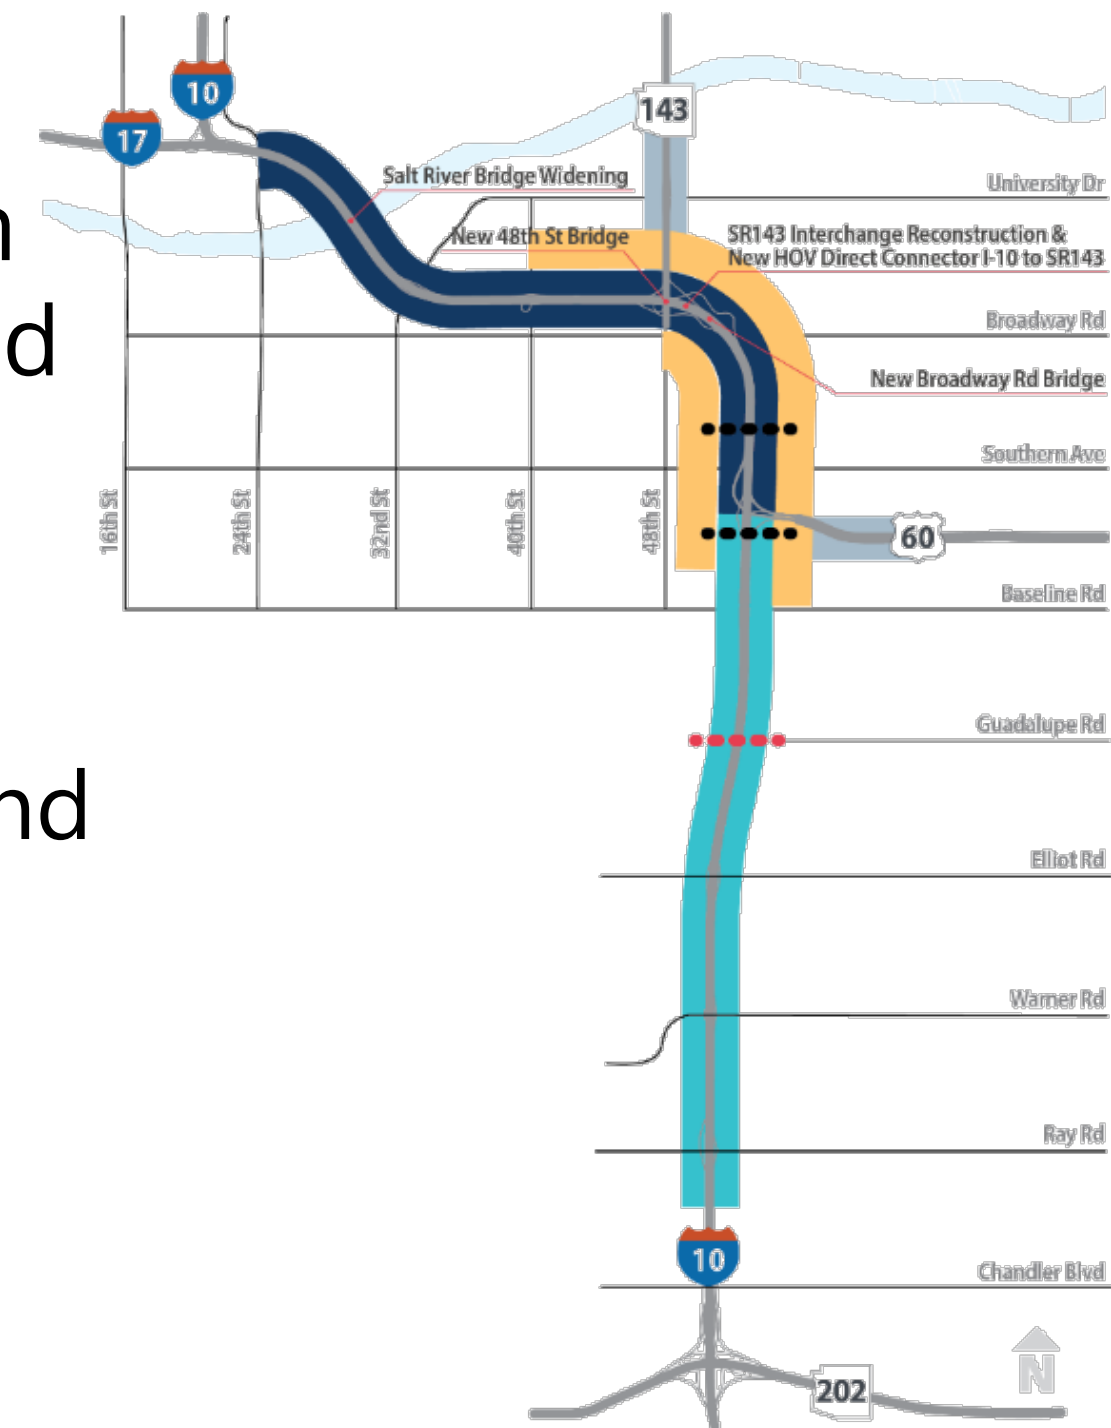 10
143
17
Salt River Bridge Widening
University Dr
n
New 48th St Bridge
SR143 Interchange Reconstruction &
New HOV Direct Connector I-10 to SR143
Broadway Rd
d
New Broadway Rd Bridge
Southern Ave
16th St
24th St
32nd St
40th St
48th St
60
Baseline Rd
Guadalupe Rd
nd
Elliot Rd
Warner Rd
Ray Rd
10
Chandler Blvd
N
202